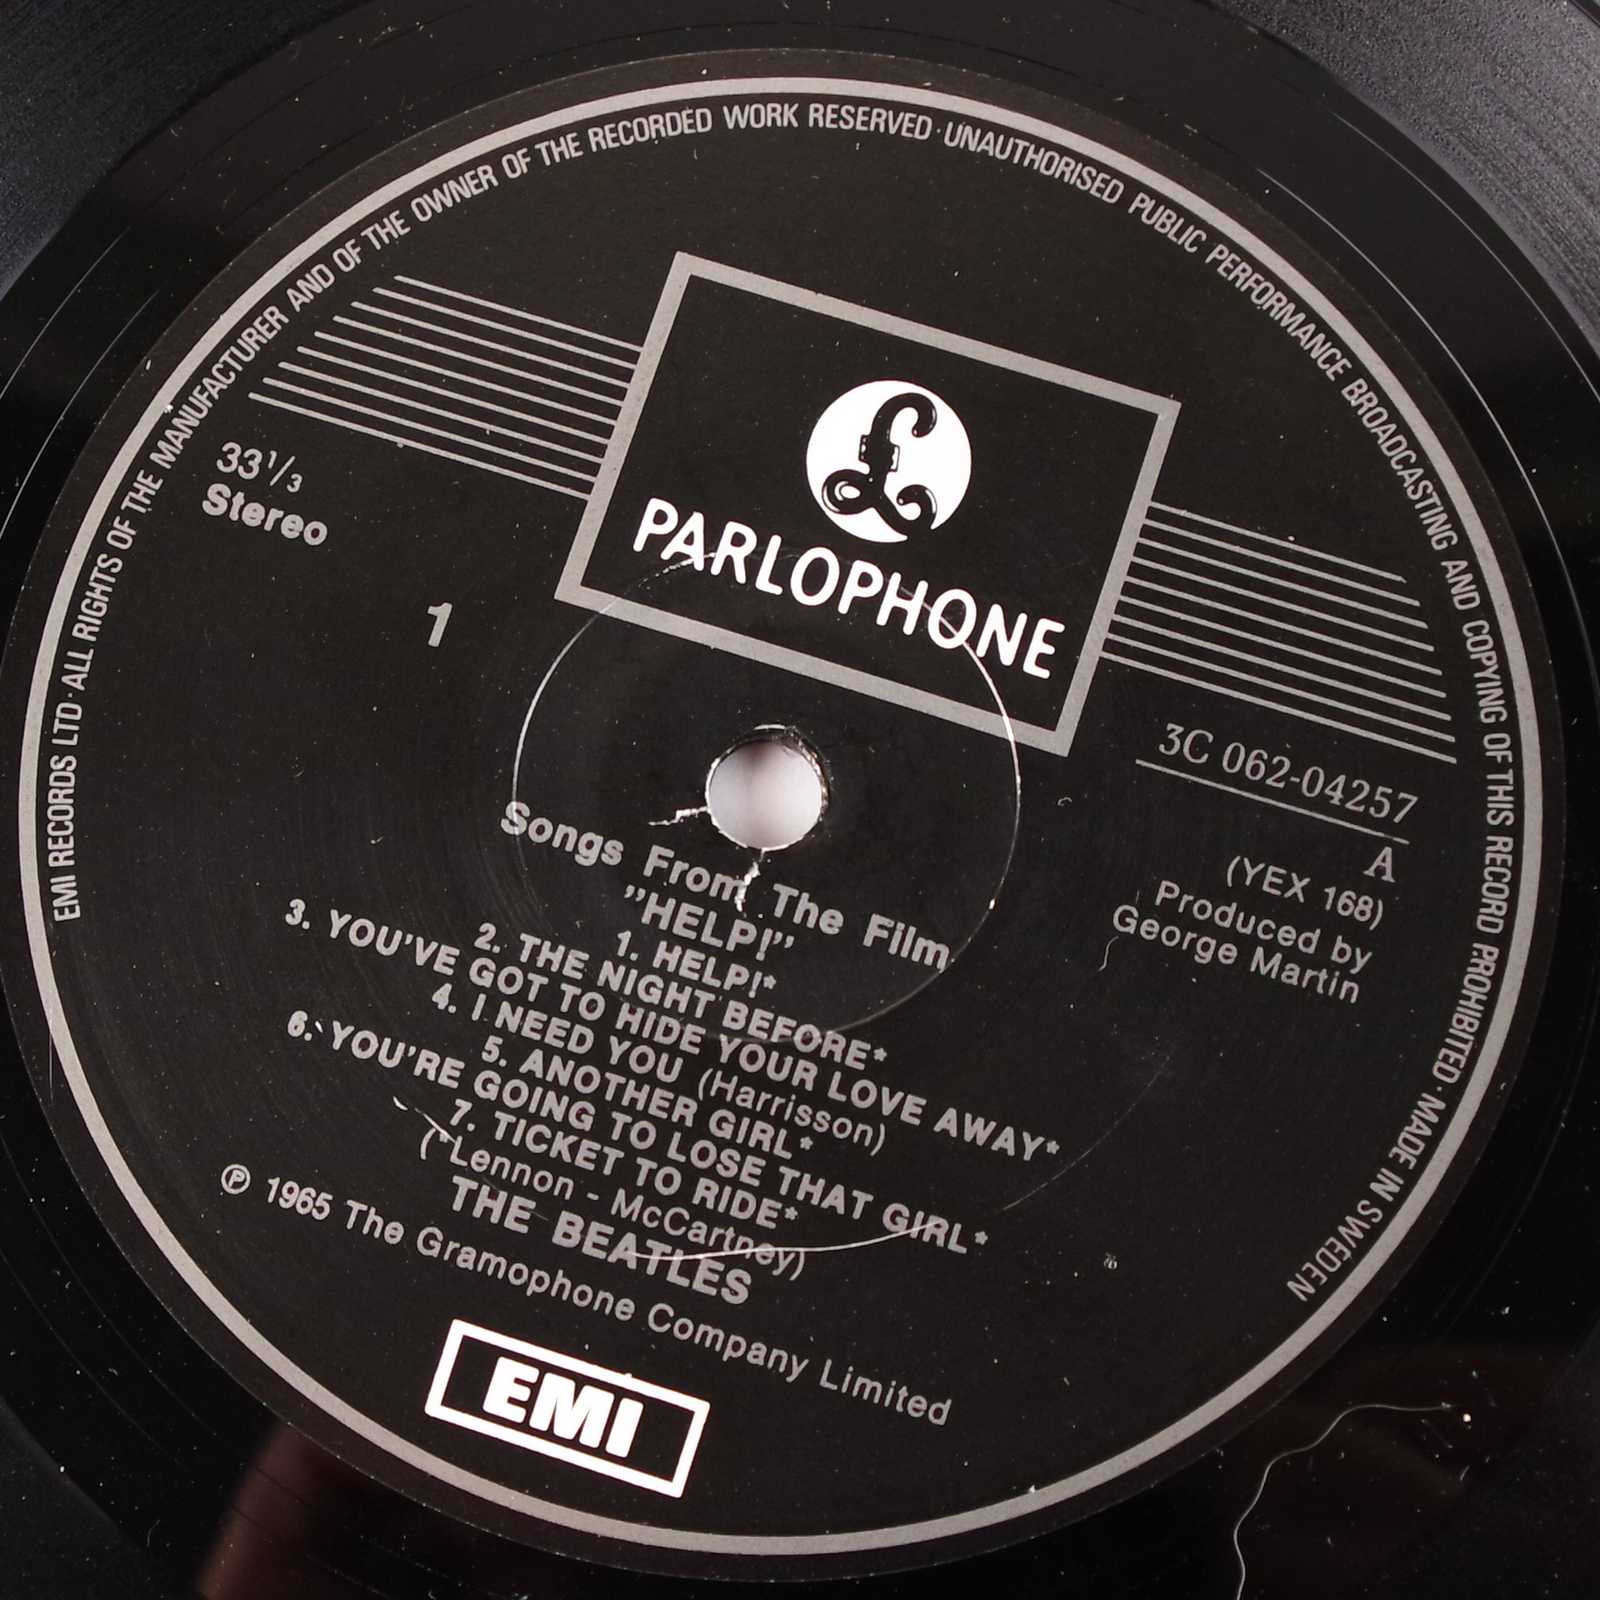 EMI RECORDS LTD · ALL RIGHTS OF THE MANUFACTURER AND OF THE OWNER OF THE RECORDED WORK RESERVED · UNAUTHORISED PUBLIC PERFORMANCE BROADCASTING AND COPYING OF THIS RECORD PROHIBITED · MADE IN SWEDEN
£
PARLOPHONE
33 1/3
Stereo
1
3C 062-04257
A
(YEX 168)
Produced by
George Martin
Songs From The Film
"HELP!"
1. HELP!*
2. THE NIGHT BEFORE*
3. YOU'VE GOT TO HIDE YOUR LOVE AWAY*
4. I NEED YOU (Harrisson)
5. ANOTHER GIRL*
6. YOU'RE GOING TO LOSE THAT GIRL*
7. TICKET TO RIDE*
(*Lennon - McCartney)
THE BEATLES
℗ 1965 The Gramophone Company Limited
EMI